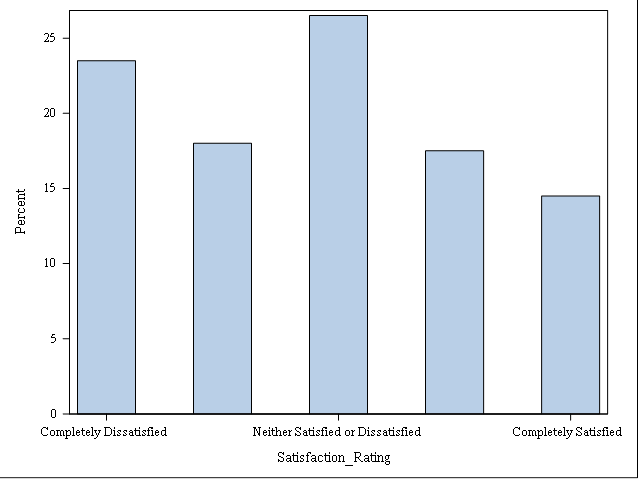 25
20
15
10
5
0
Percent
Completely Dissatisfied
Neither Satisfied or Dissatisfied
Completely Satisfied
Satisfaction_Rating